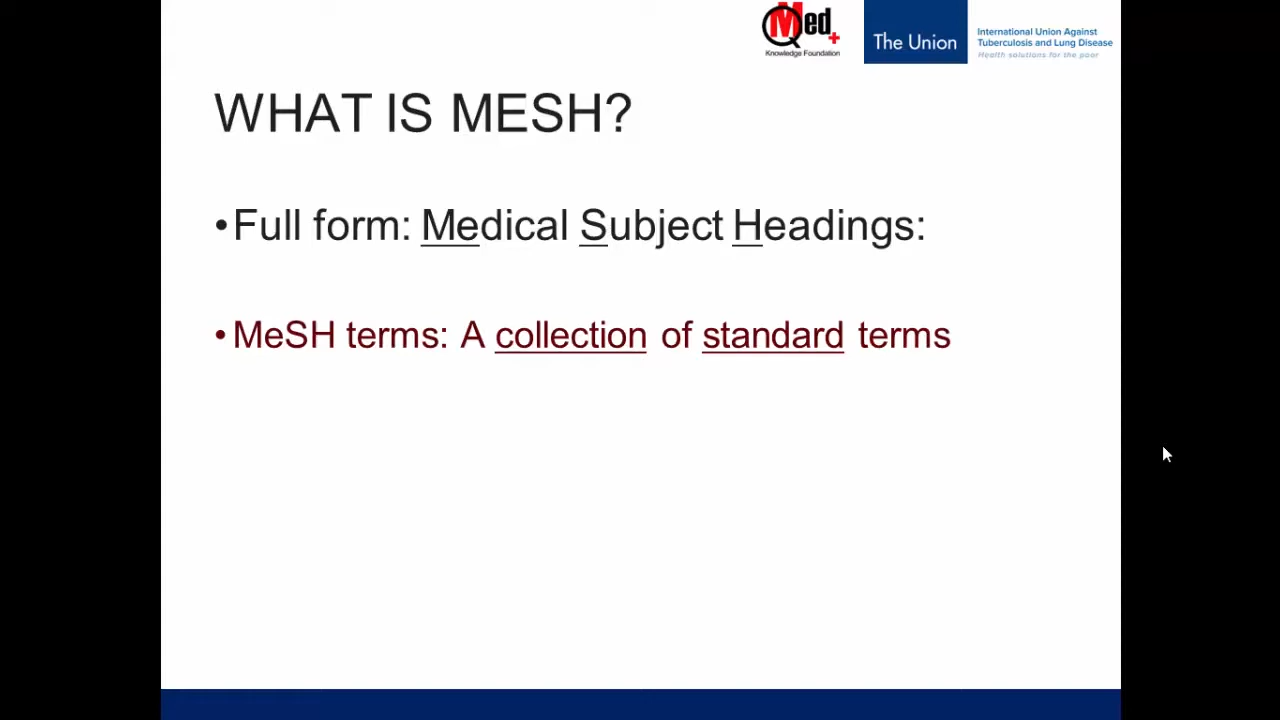 QMed
Knowledge Foundation
The Union
International Union Against
Tuberculosis and Lung Disease
Health solutions for the poor
WHAT IS MESH?
•Full form: Medical Subject Headings:
•MeSH terms: A collection of standard terms